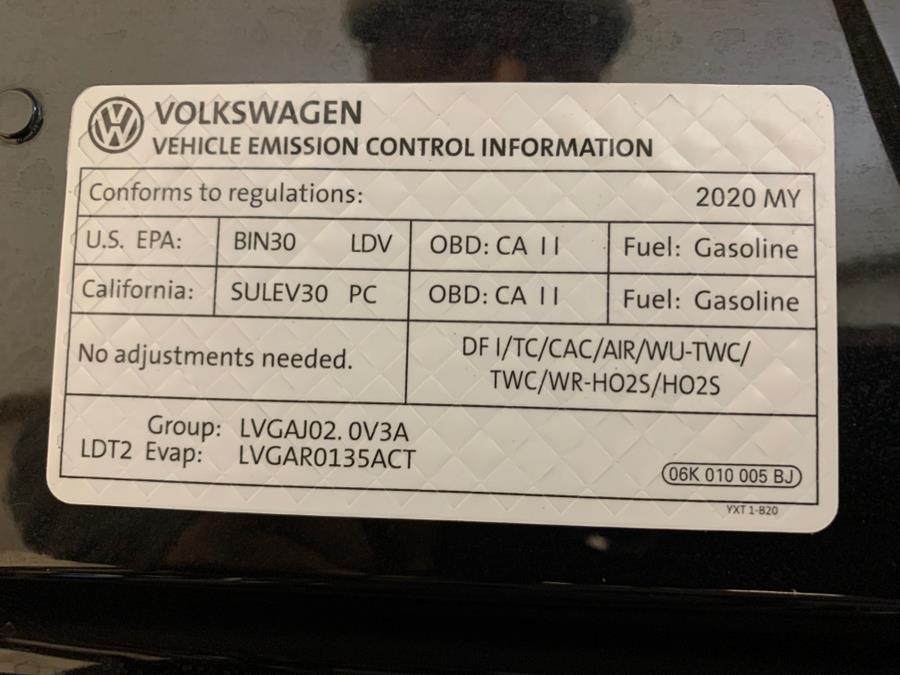 VOLKSWAGEN
VEHICLE EMISSION CONTROL INFORMATION
Conforms to regulations: 2020 MY
U.S. EPA: BIN30 LDV OBD: CA II Fuel: Gasoline
California: SULEV30 PC OBD: CA II Fuel: Gasoline
No adjustments needed.
DFI/TC/CAC/AIR/WU-TWC/
TWC/WR-HO2S/HO2S
Group: LVGAJ02.0V3A
LDT2 Evap: LVGAR0135ACT
06K 010 005 BJ
YXT 1-B20